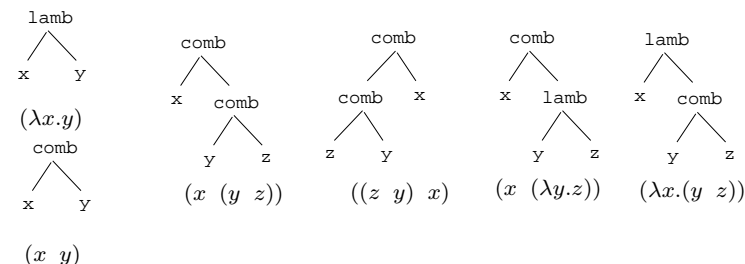 lamb
x y
(λx.y)
comb
x y
(x y)
comb
x comb
y z
(x (y z))
comb
comb x
z y
((z y) x)
comb
x lamb
y z
(x (λy.z))
lamb
x comb
y z
(λx.(y z))